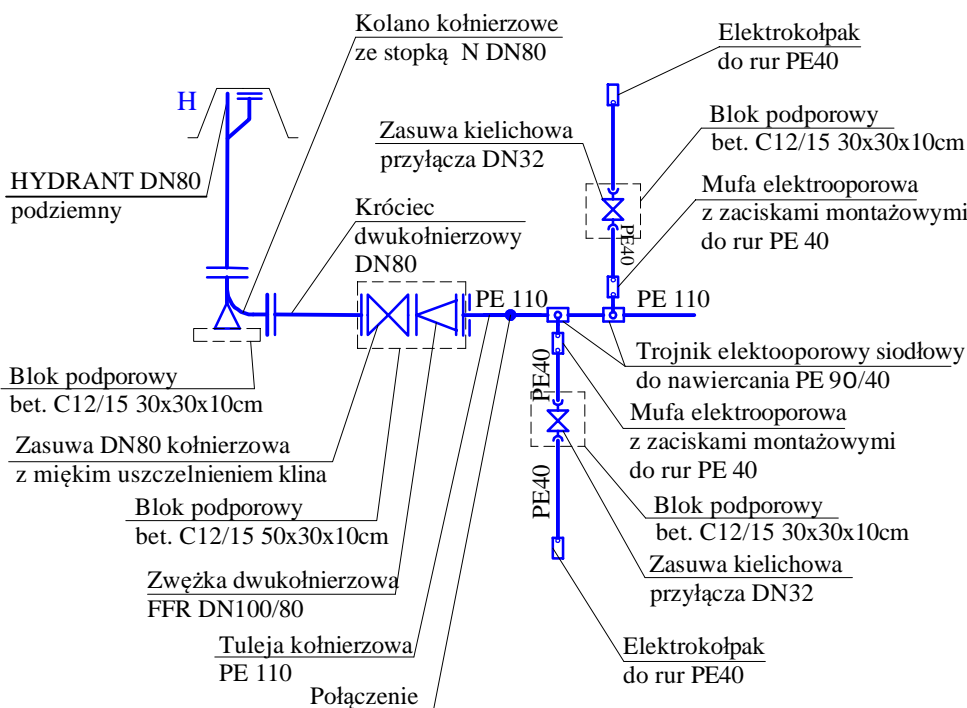 Kolano kołnierzowe
ze stopką N DN80
Elektrokołpak
do rur PE40
H
Zasuwa kielichowa
przyłącza DN32
Blok podporowy
bet. C12/15 30x30x10cm
HYDRANT DN80
podziemny
Króciec
dwukołnierzowy
DN80
Mufa elektrooporowa
z zaciskami montażowymi
do rur PE 40
PE40
PE 110
PE 110
Trojnik elektooporowy siodłowy
do nawiercania PE 90/40
Blok podporowy
bet. C12/15 30x30x10cm
PE40
Mufa elektrooporowa
z zaciskami montażowymi
do rur PE 40
Zasuwa DN80 kołnierzowa
z miękim uszczelnieniem klina
PE40
Blok podporowy
bet. C12/15 50x30x10cm
Blok podporowy
bet. C12/15 30x30x10cm
Zwężka dwukołnierzowa
FFR DN100/80
Zasuwa kielichowa
przyłącza DN32
Tuleja kołnierzowa
PE 110
Elektrokołpak
do rur PE40
Połączenie